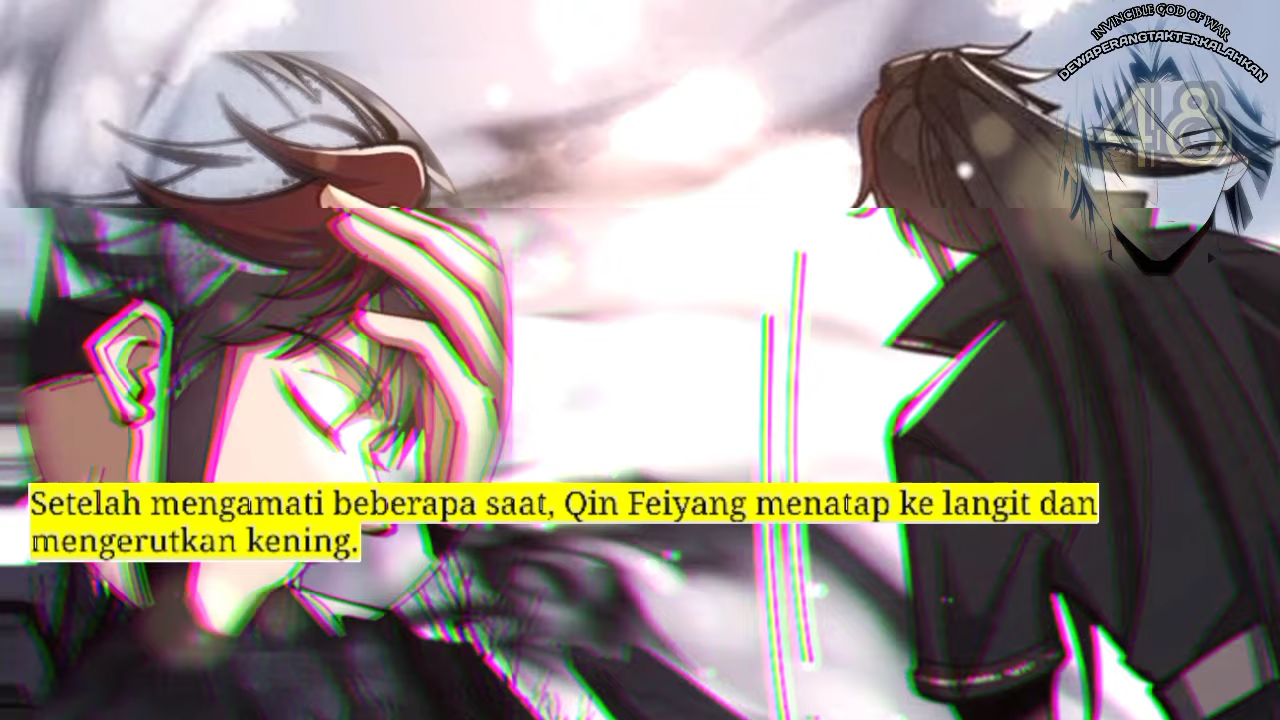 INVINCIBLE GOD OF WAR
DEWAPERANGTAKTERKALAHKAN
48
Setelah mengamati beberapa saat, Qin Feiyang menatap ke langit dan
mengerutkan kening.